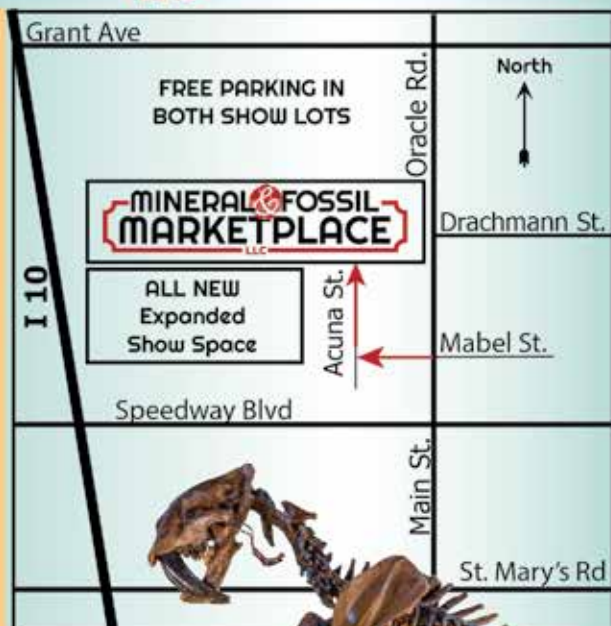 Grant Ave
North
FREE PARKING IN
BOTH SHOW LOTS
Oracle Rd.
MINERAL & FOSSIL
MARKETPLACE
LLC
Drachmann St.
I 10
ALL NEW
Expanded
Show Space
Acuna St.
Mabel St.
Speedway Blvd
Main St.
St. Mary's Rd